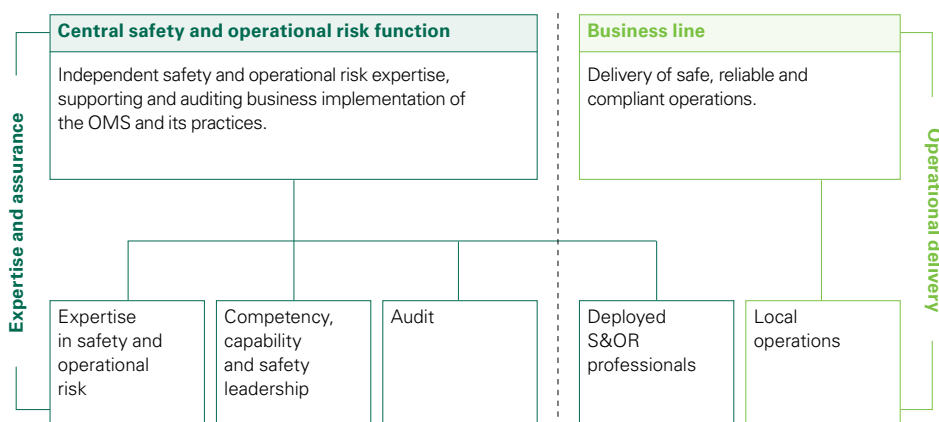 Expertise and assurance
Central safety and operational risk function
Independent safety and operational risk expertise,
supporting and auditing business implementation of
the OMS and its practices.
Business line
Delivery of safe, reliable and
compliant operations.
Operational delivery
Expertise
in safety and
operational
risk
Competency,
capability
and safety
leadership
Audit
Deployed
S&OR
professionals
Local
operations